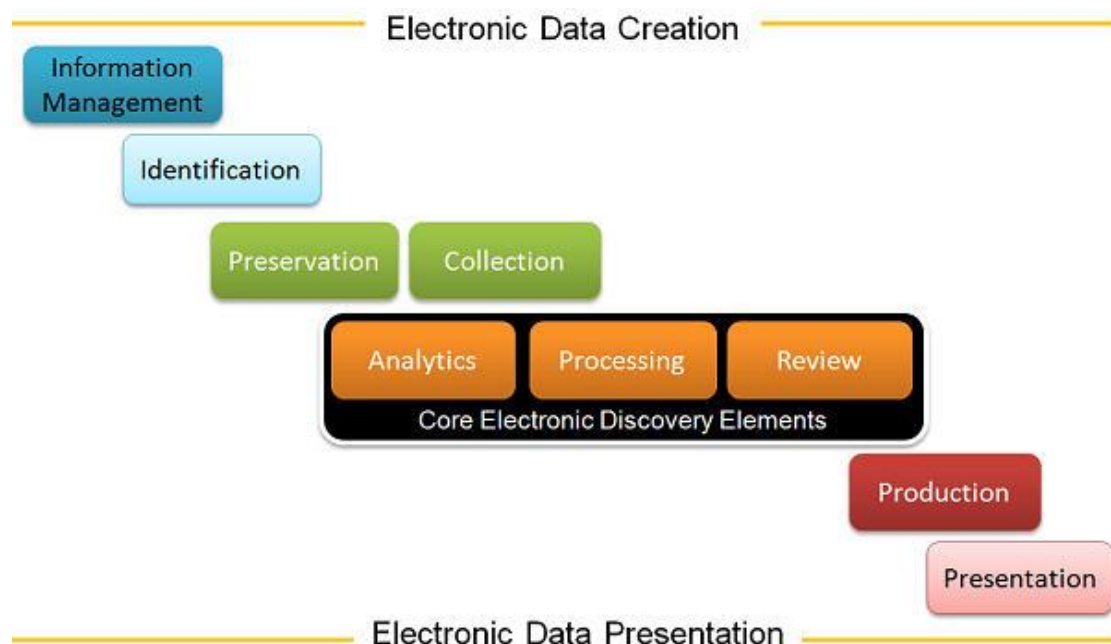 Electronic Data Creation
Information
Management
Identification
Preservation
Collection
Analytics
Processing
Review
Core Electronic Discovery Elements
Production
Presentation
Electronic Data Presentation